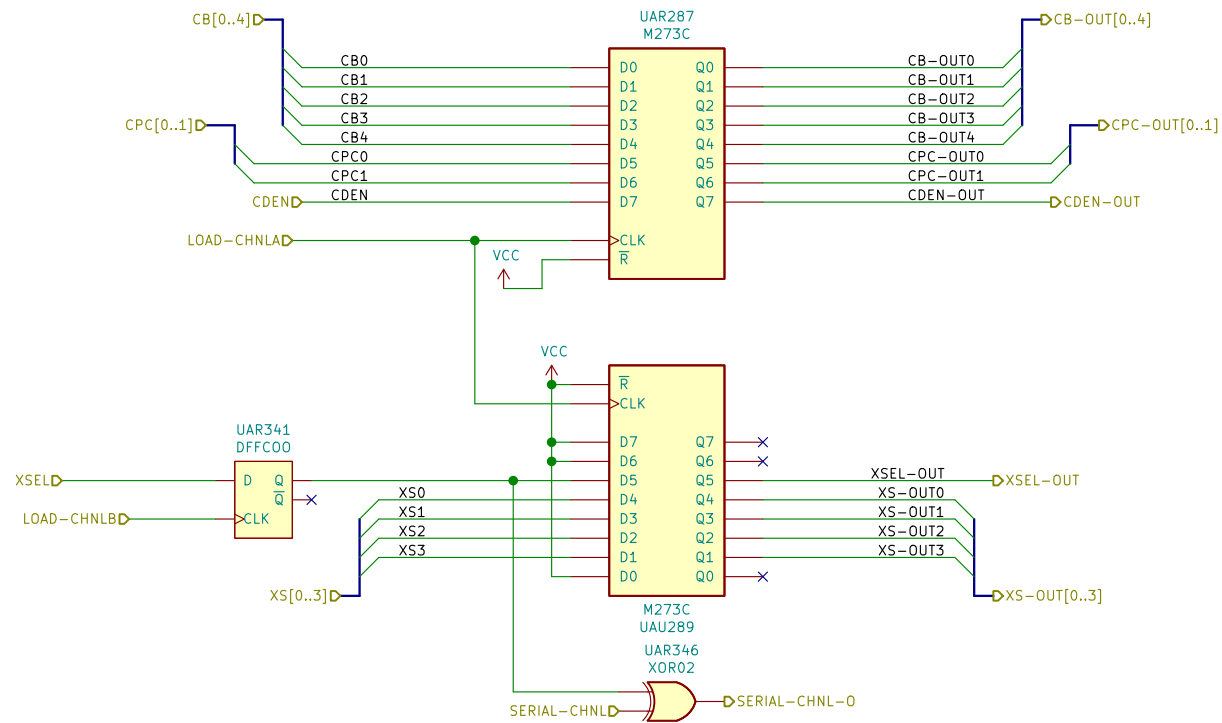 CB[0..4]
UAR287
M273C
CB-OUT[0..4]
CB0 D0 Q0 CB-OUT0
CB1 D1 Q1 CB-OUT1
CB2 D2 Q2 CB-OUT2
CPC[0..1] CB3 D3 Q3 CB-OUT3 CPC-OUT[0..1]
CB4 D4 Q4 CB-OUT4
CPC0 D5 Q5 CPC-OUT0
CPC1 D6 Q6 CPC-OUT1
CDEN CDEN D7 Q7 CDEN-OUT CDEN-OUT
LOAD-CHNLA CLK
VCC R
VCC
R
CLK
UAR341
DFFCOO
D7 Q7
D6 Q6
XSEL D Q D5 Q5 XSEL-OUT XSEL-OUT
Q XS0 D4 Q4 XS-OUT0
LOAD-CHNLB CLK XS1 D3 Q3 XS-OUT1
XS2 D2 Q2 XS-OUT2
XS3 D1 Q1 XS-OUT3
D0 Q0
XS[0..3] XS-OUT[0..3]
M273C
UAU289
UAR346
XOR02
SERIAL-CHNL SERIAL-CHNL-O